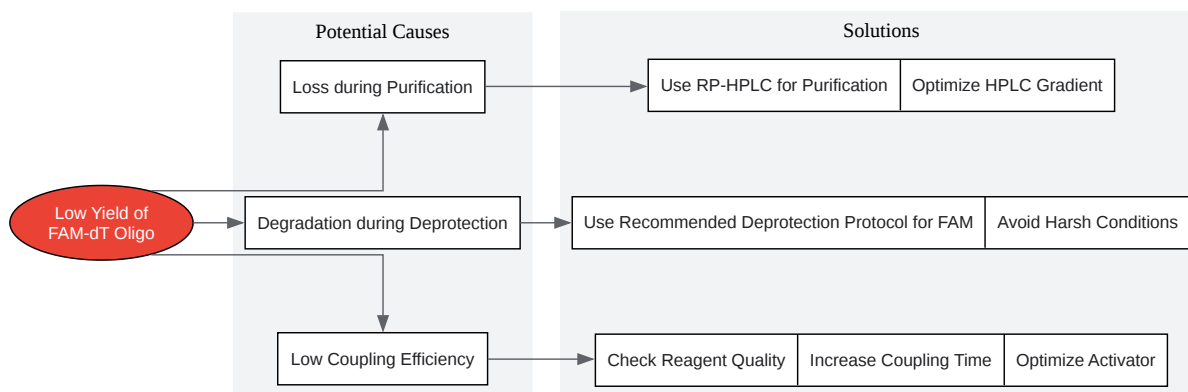 Potential Causes
Solutions
Loss during Purification
Use RP-HPLC for Purification
Optimize HPLC Gradient
Low Yield of
FAM-dT Oligo
Degradation during Deprotection
Use Recommended Deprotection Protocol for FAM
Avoid Harsh Conditions
Low Coupling Efficiency
Check Reagent Quality
Increase Coupling Time
Optimize Activator